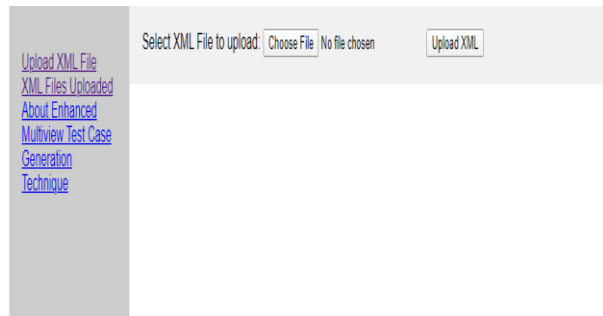 Select XML File to upload: Choose File No file chosen Upload XML
Upload XML File
XML Files Uploaded
About Enhanced
Multiview Test Case
Generation
Technique